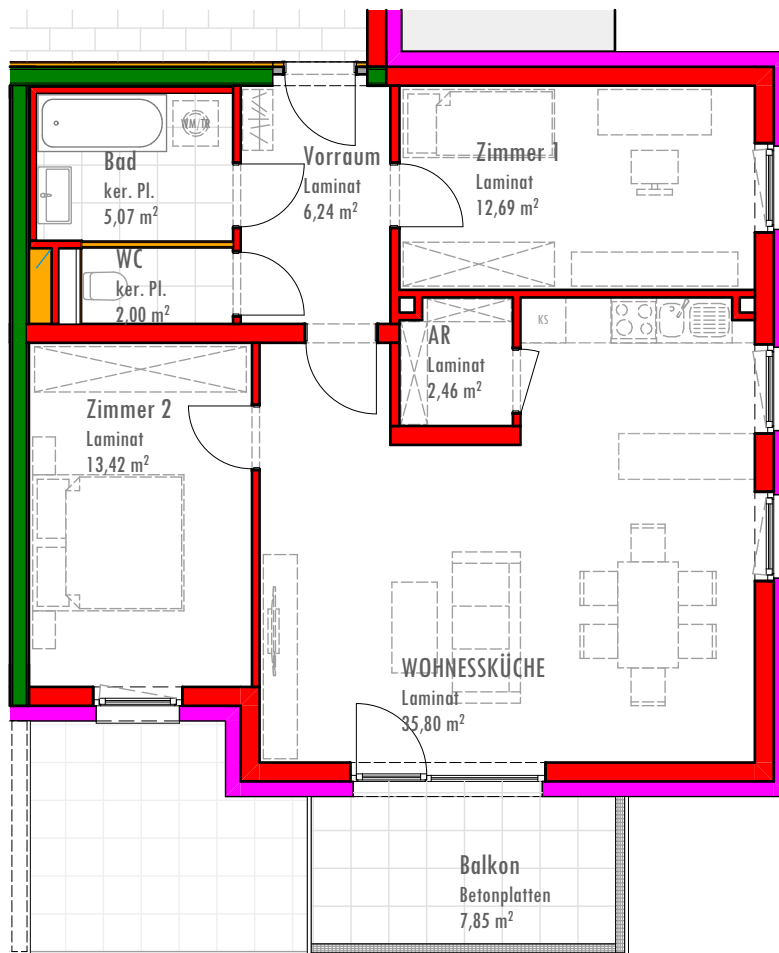 Bad
ker. Pl.
5,07 m²
WM/TR
Vorraum
Laminat
6,24 m²
Zimmer 1
Laminat
12,69 m²
WC
ker. Pl.
2,00 m²
AR
Laminat
2,46 m²
KS
Zimmer 2
Laminat
13,42 m²
WOHNESSKÜCHE
Laminat
35,80 m²
Balkon
Betonplatten
7,85 m²